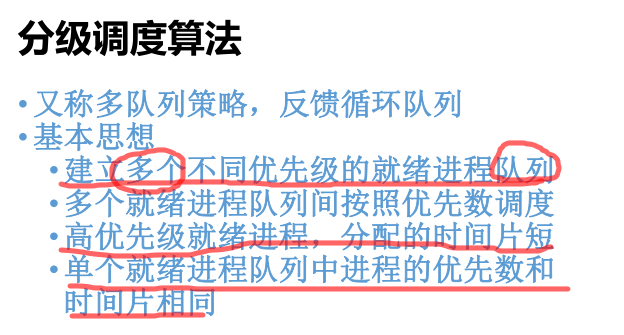 分级调度算法
•又称多队列策略，反馈循环队列
•基本思想
•建立多个不同优先级的就绪进程队列
•多个就绪进程队列间按照优先数调度
•高优先级就绪进程，分配的时间片短
•单个就绪进程队列中进程的优先数和
时间片相同